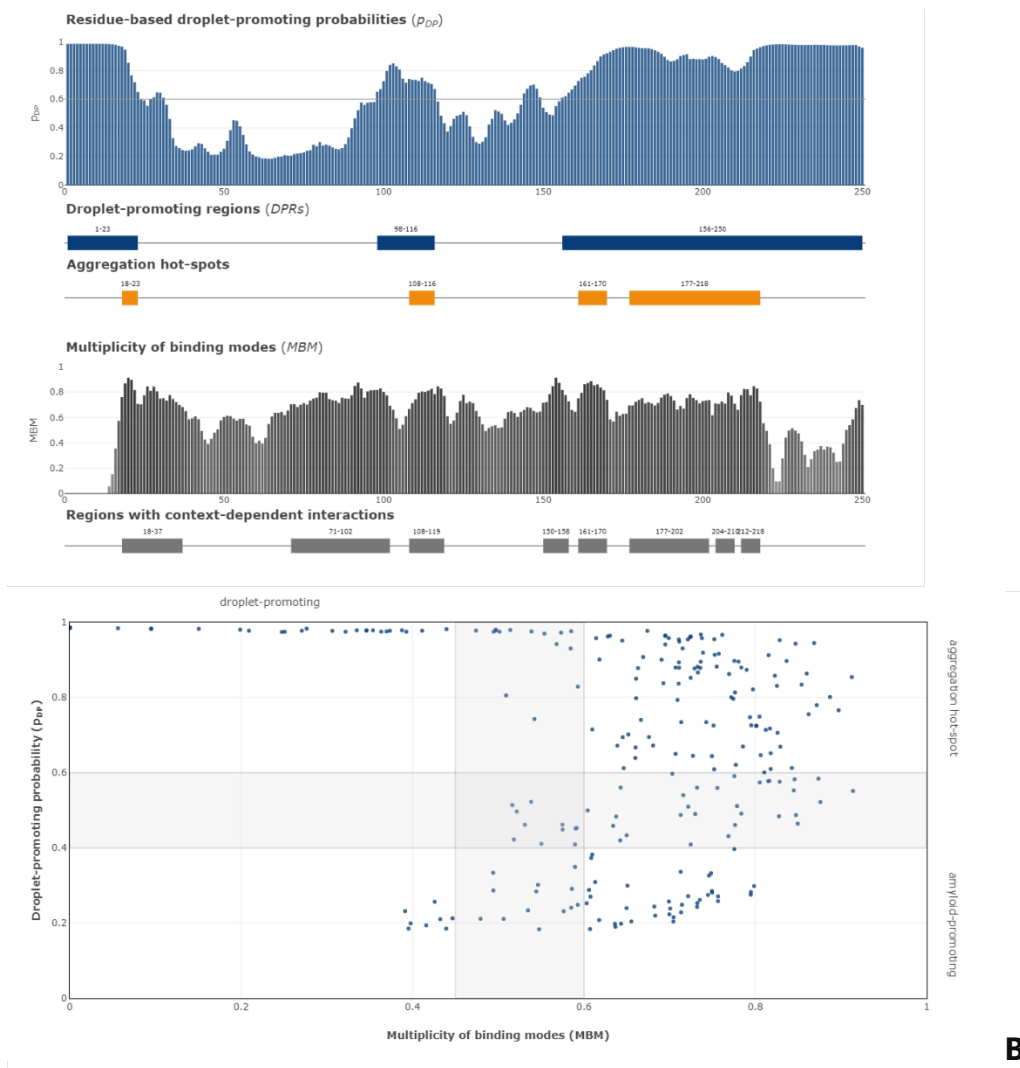 Residue-based droplet-promoting probabilities (pDP)
1
0.8
0.6
0.4
0.2
0
pDP
0 50 100 150 200 250
Droplet-promoting regions (DPRs)
1-23 98-116 156-250
Aggregation hot-spots
18-23 108-116 161-170 177-218
Multiplicity of binding modes (MBM)
1
0.8
0.6
0.4
0.2
0
MBM
0 50 100 150 200 250
Regions with context-dependent interactions
18-37 71-102 108-119 150-158 161-170 177-202 204-210 212-218
droplet-promoting
1
0.8
0.6
0.4
0.2
0
Droplet-promoting probability (pDP)
aggregation hot-spot
amyloid-promoting
0 0.2 0.4 0.6 0.8 1
Multiplicity of binding modes (MBM)
B